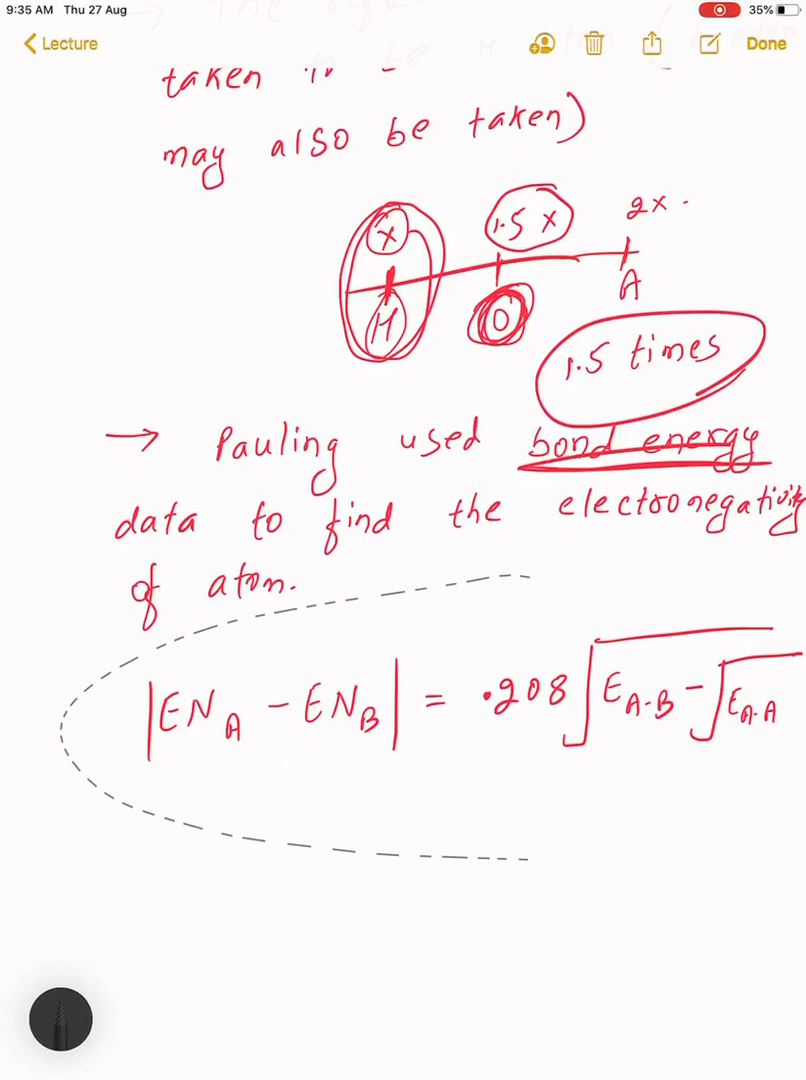 9:35 AM Thu 27 Aug
35%
Lecture
Done
taken
may also be taken)
X 1.5 X 2X.
H O A
1.5 times
→ Pauling used bond energy
data to find the electronegativity
of atom.
|EN_A - EN_B| = .208√E_A-B - √E_A.A